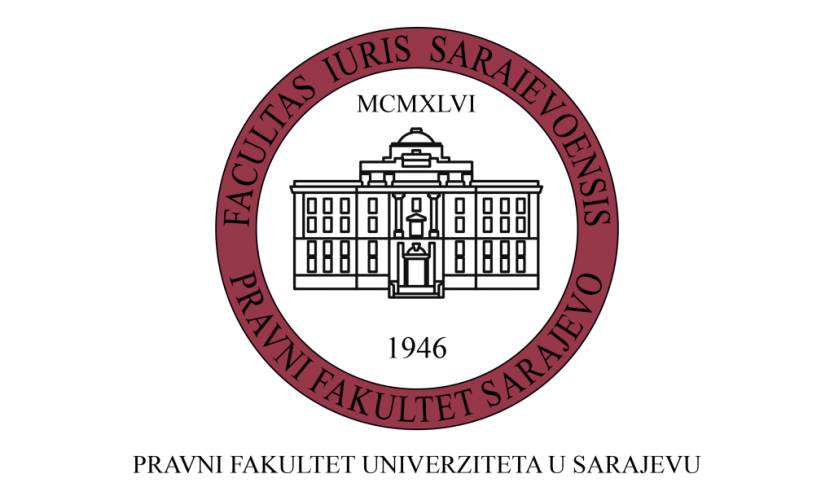 FACULTAS IURIS SARAIEVOENSIS
MCMXLVI
1946
PRAVNI FAKULTET SARAJEVO
PRAVNI FAKULTET UNIVERZITETA U SARAJEVU